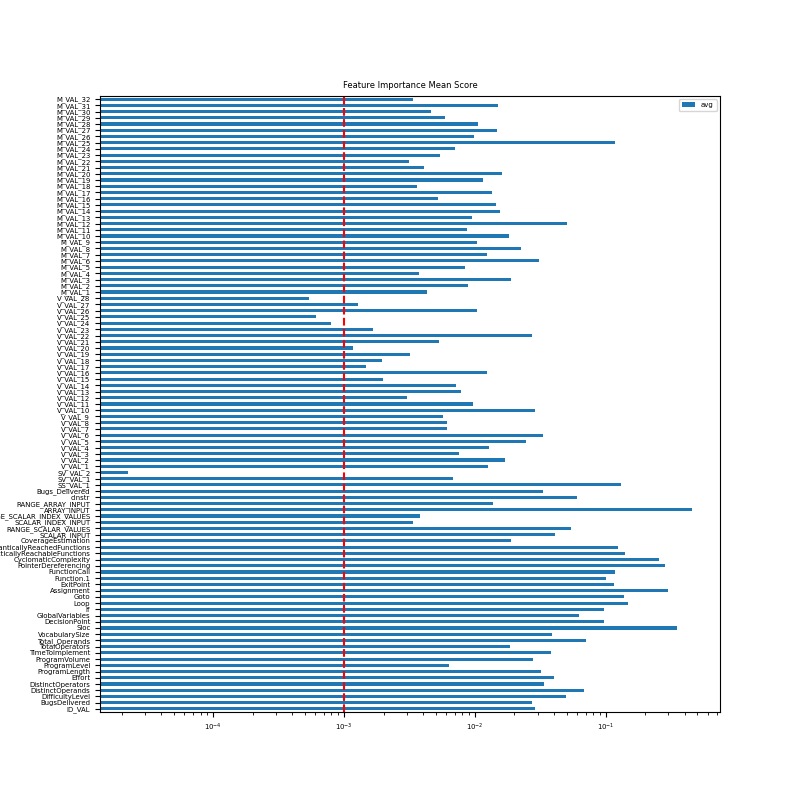 Feature Importance Mean Score
avg
M_VAL_32
M_VAL_31
M_VAL_30
M_VAL_29
M_VAL_28
M_VAL_27
M_VAL_26
M_VAL_25
M_VAL_24
M_VAL_23
M_VAL_22
M_VAL_21
M_VAL_20
M_VAL_19
M_VAL_18
M_VAL_17
M_VAL_16
M_VAL_15
M_VAL_14
M_VAL_13
M_VAL_12
M_VAL_11
M_VAL_10
M_VAL_9
M_VAL_8
M_VAL_7
M_VAL_6
M_VAL_5
M_VAL_4
M_VAL_3
M_VAL_2
M_VAL_1
V_VAL_28
V_VAL_27
V_VAL_26
V_VAL_25
V_VAL_24
V_VAL_23
V_VAL_22
V_VAL_21
V_VAL_20
V_VAL_19
V_VAL_18
V_VAL_17
V_VAL_16
V_VAL_15
V_VAL_14
V_VAL_13
V_VAL_12
V_VAL_11
V_VAL_10
V_VAL_9
V_VAL_8
V_VAL_7
V_VAL_6
V_VAL_5
V_VAL_4
V_VAL_3
V_VAL_2
V_VAL_1
SV_VAL_2
SV_VAL_1
SS_VAL_1
Bugs_Delivered
cInstr
RANGE_ARRAY_INPUT
ARRAY_INPUT
GE_SCALAR_INDEX_VALUES
SCALAR_INDEX_INPUT
RANGE_SCALAR_VALUES
SCALAR_INPUT
CoverageEstimation
anticallyReachedFunctions
ticallyReachableFunctions
CyclomaticComplexity
PointerDereferencing
FunctionCall
Function.1
ExitPoint
Assignment
Goto
Loop
If
GlobalVariables
DecisionPoint
Sloc
VocabularySize
Total_Operands
TotalOperators
TimeToImplement
ProgramVolume
ProgramLevel
ProgramLength
Effort
DistinctOperators
DistinctOperands
DifficultyLevel
BugsDelivered
ID_VAL
10⁻⁴ 10⁻³ 10⁻² 10⁻¹